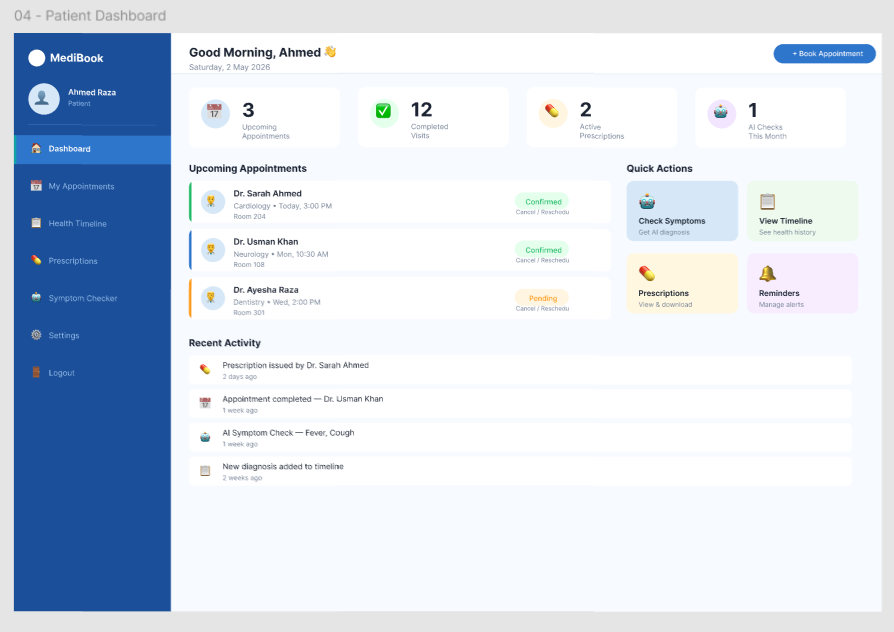 04 - Patient Dashboard
MediBook
Ahmed Raza
Patient
Dashboard
My Appointments
Health Timeline
Prescriptions
Symptom Checker
Settings
Logout
Good Morning, Ahmed 👋
Saturday, 2 May 2026
+ Book Appointment
3
Upcoming
Appointments
12
Completed
Visits
2
Active
Prescriptions
1
AI Checks
This Month
Upcoming Appointments
Dr. Sarah Ahmed
Cardiology • Today, 3:00 PM
Room 204
Confirmed
Cancel / Reschedu
Dr. Usman Khan
Neurology • Mon, 10:30 AM
Room 108
Confirmed
Cancel / Reschedu
Dr. Ayesha Raza
Dentistry • Wed, 2:00 PM
Room 301
Pending
Cancel / Reschedu
Quick Actions
Check Symptoms
Get AI diagnosis
View Timeline
See health history
Prescriptions
View & download
Reminders
Manage alerts
Recent Activity
Prescription issued by Dr. Sarah Ahmed
2 days ago
Appointment completed — Dr. Usman Khan
1 week ago
AI Symptom Check — Fever, Cough
1 week ago
New diagnosis added to timeline
2 weeks ago